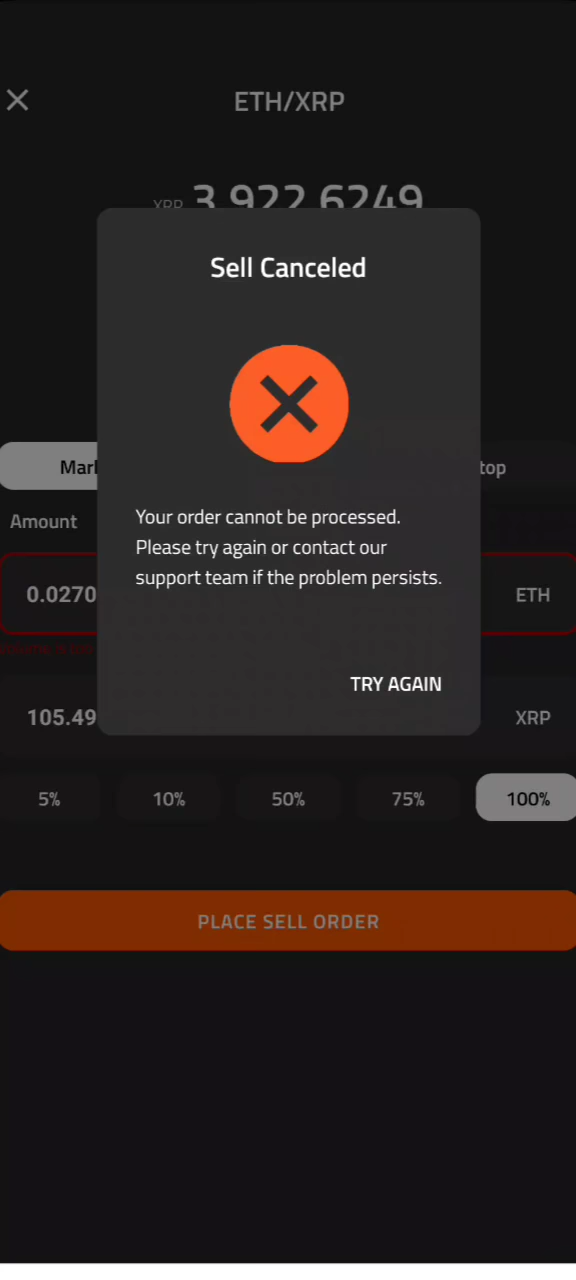 ETH/XRP
XRP 3,922.6249
Sell Canceled
Your order cannot be processed.
Please try again or contact our
support team if the problem persists.
TRY AGAIN
Amount
0.0270
ETH
105.49
XRP
5%
10%
50%
75%
100%
PLACE SELL ORDER